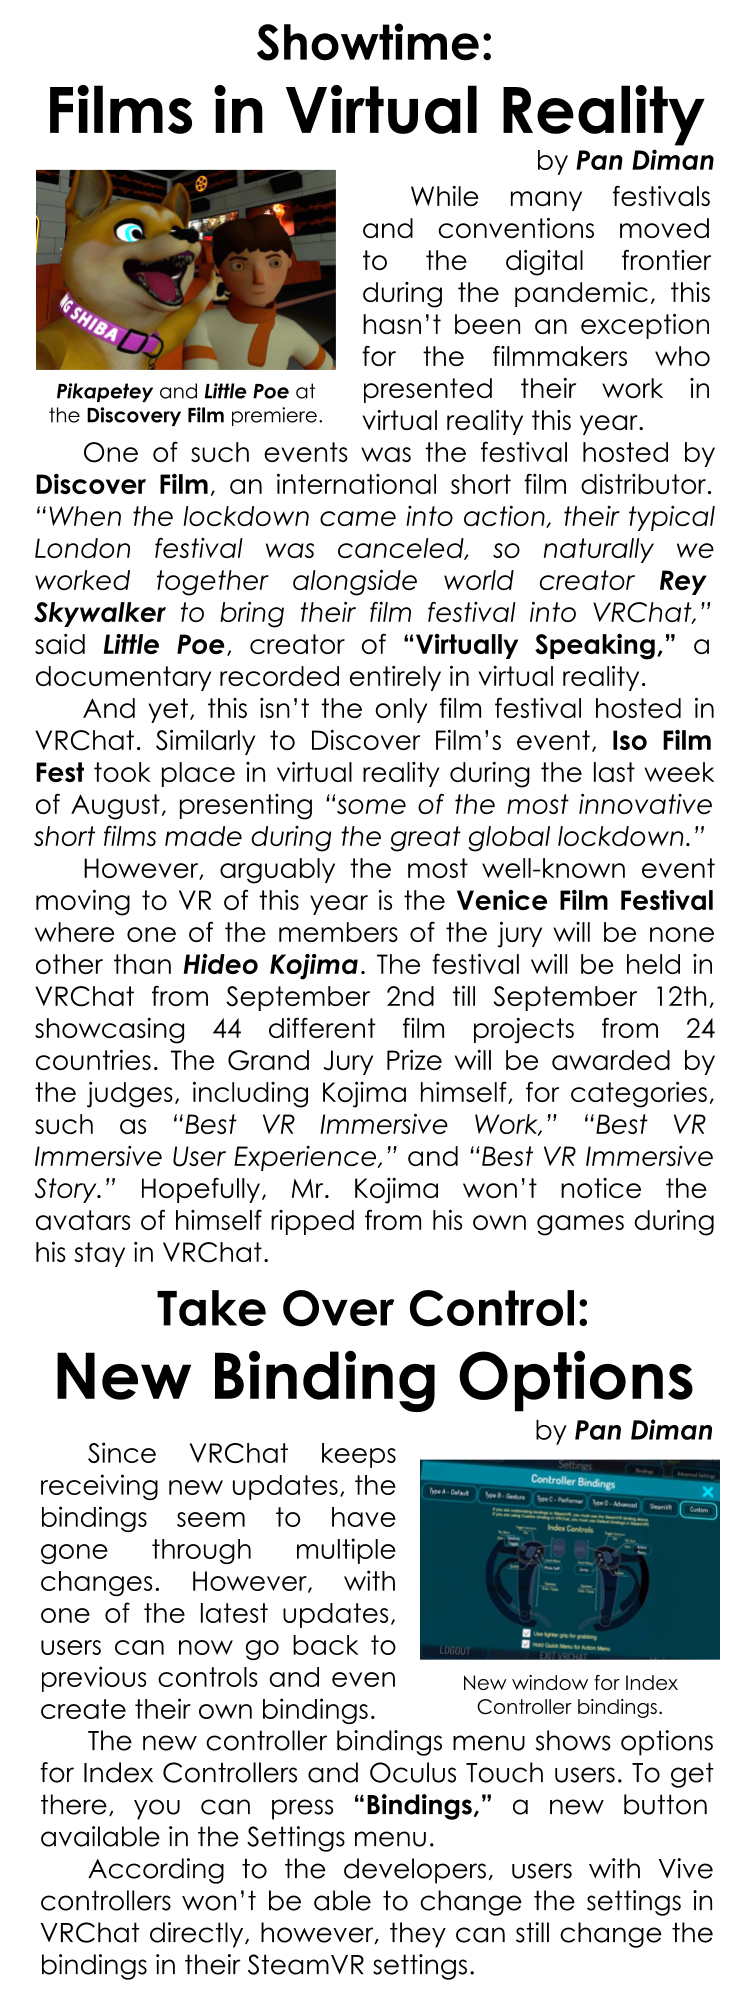 Showtime:
Films in Virtual Reality
by Pan Diman
NG SHIBA
Pikapetey and Little Poe at
the Discovery Film premiere.
While many festivals
and conventions moved
to the digital frontier
during the pandemic, this
hasn't been an exception
for the filmmakers who
presented their work in
virtual reality this year.
One of such events was the festival hosted by
Discover Film, an international short film distributor.
“When the lockdown came into action, their typical
London festival was canceled, so naturally we
worked together alongside world creator Rey
Skywalker to bring their film festival into VRChat,”
said Little Poe, creator of “Virtually Speaking,” a
documentary recorded entirely in virtual reality.
And yet, this isn't the only film festival hosted in
VRChat. Similarly to Discover Film's event, Iso Film
Fest took place in virtual reality during the last week
of August, presenting “some of the most innovative
short films made during the great global lockdown.”
However, arguably the most well-known event
moving to VR of this year is the Venice Film Festival
where one of the members of the jury will be none
other than Hideo Kojima. The festival will be held in
VRChat from September 2nd till September 12th,
showcasing 44 different film projects from 24
countries. The Grand Jury Prize will be awarded by
the judges, including Kojima himself, for categories,
such as “Best VR Immersive Work,” “Best VR
Immersive User Experience,” and “Best VR Immersive
Story.” Hopefully, Mr. Kojima won't notice the
avatars of himself ripped from his own games during
his stay in VRChat.
Take Over Control:
New Binding Options
by Pan Diman
Since VRChat keeps
receiving new updates, the
bindings seem to have
gone through multiple
changes. However, with
one of the latest updates,
users can now go back to
previous controls and even
create their own bindings.
Settings
Bindings
Advanced Settings
Controller Bindings
Type A - Default
Type B - Gesture
Type C - Performer
Type D - Advanced
SteamVR
Custom
Index Controls
Use lighter grip for grabbing
Hold Quick Menu for Action Menu
LOGOUT
EXIT VRCHAT
New window for Index
Controller bindings.
The new controller bindings menu shows options
for Index Controllers and Oculus Touch users. To get
there, you can press “Bindings,” a new button
available in the Settings menu.
According to the developers, users with Vive
controllers won't be able to change the settings in
VRChat directly, however, they can still change the
bindings in their SteamVR settings.